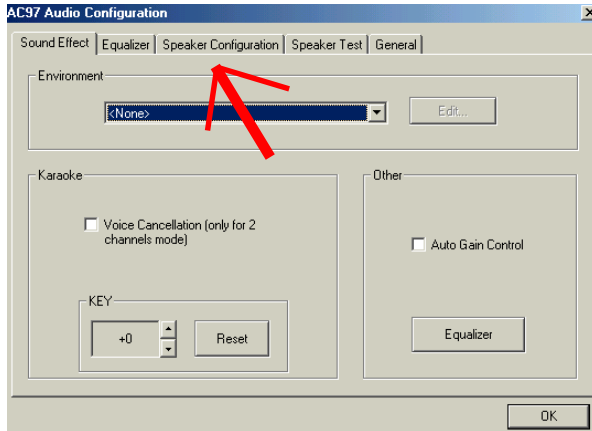 AC97 Audio Configuration
Sound Effect Equalizer Speaker Configuration Speaker Test General
Environment
<None> Edit...
Karaoke
Voice Cancellation (only for 2
channels mode)
KEY
+0 Reset
Other
Auto Gain Control
Equalizer
OK